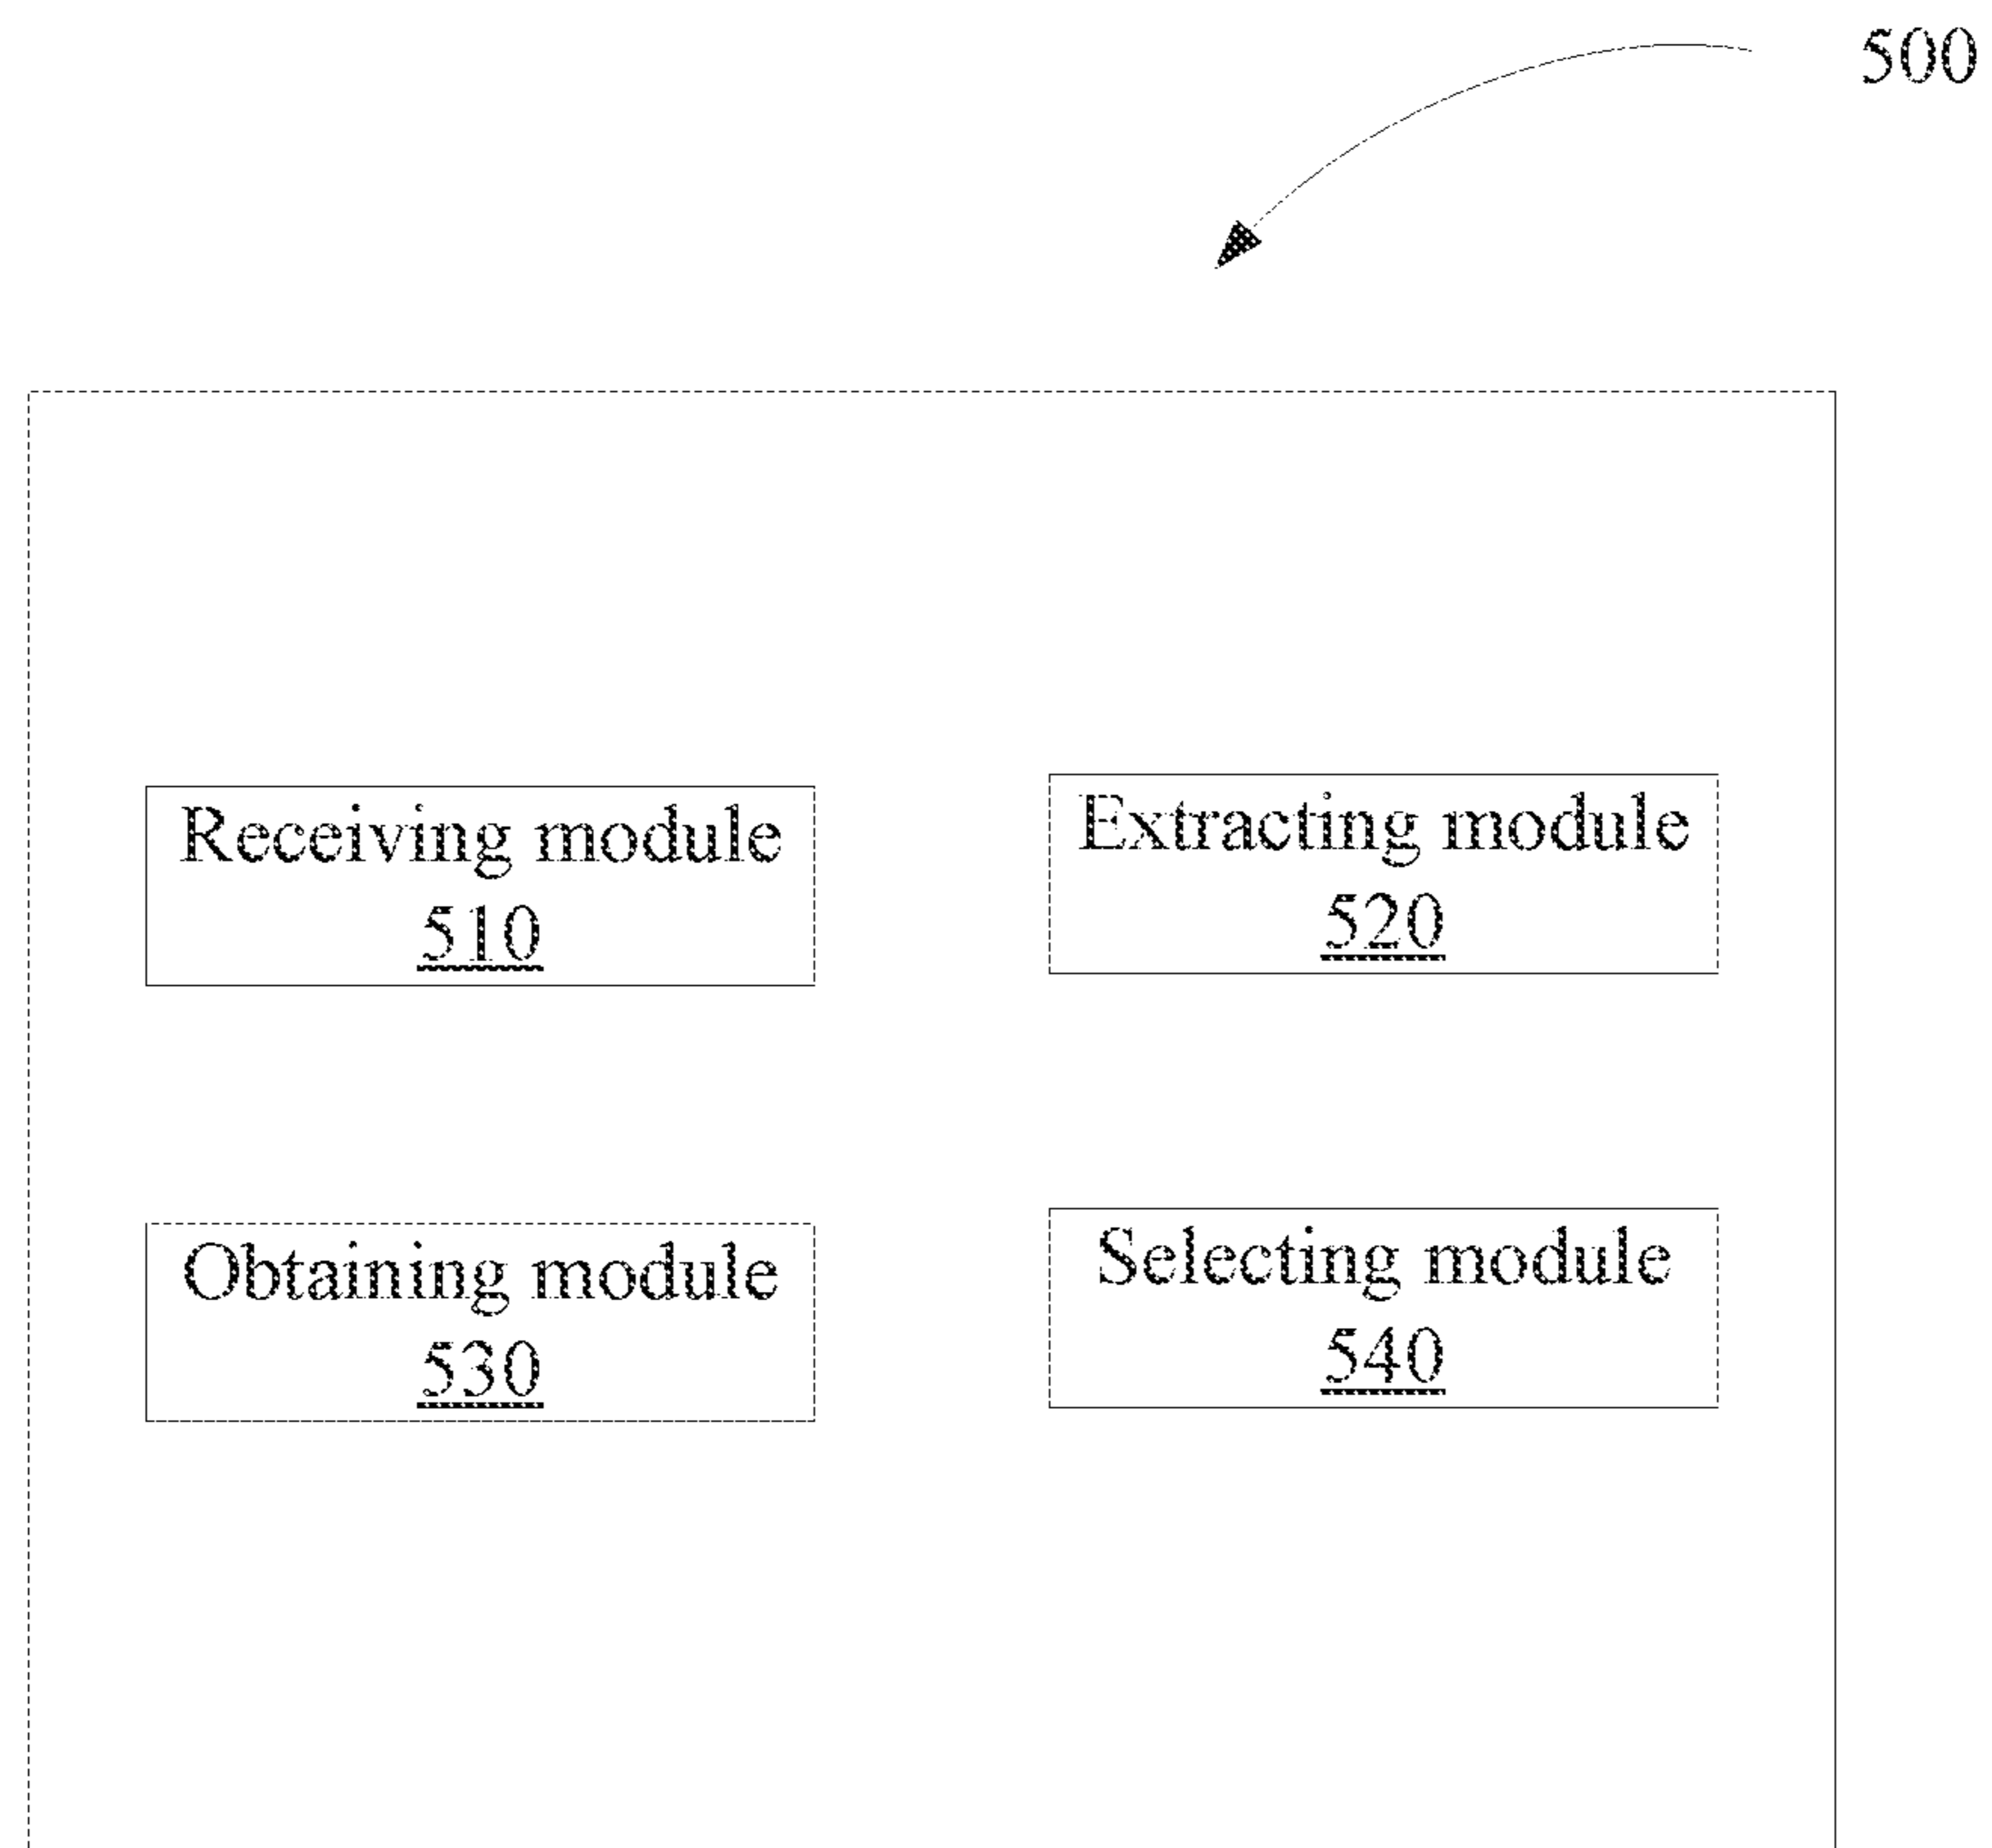 500
Receiving module
510
Extracting module
520
Obtaining module
530
Selecting module
540